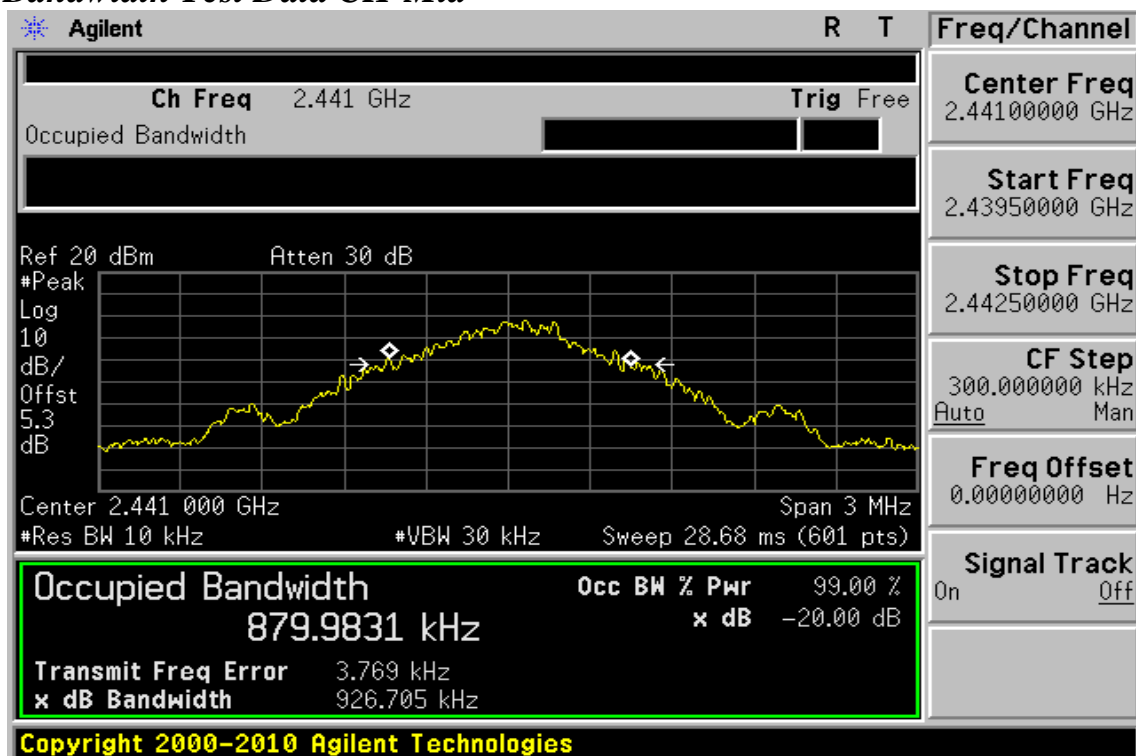 Bandwidth Test Data CH-Mid
Agilent R T Freq/Channel
Ch Freq 2.441 GHz Trig Free
Occupied Bandwidth
Center Freq
2.44100000 GHz
Start Freq
2.43950000 GHz
Stop Freq
2.44250000 GHz
CF Step
300.000000 kHz
Auto Man
Freq Offset
0.00000000 Hz
Signal Track
On Off
Ref 20 dBm Atten 30 dB
#Peak
Log
10
dB/
Offst
5.3
dB
Center 2.441 000 GHz Span 3 MHz
#Res BW 10 kHz #VBW 30 kHz Sweep 28.68 ms (601 pts)
Occupied Bandwidth Occ BW % Pwr 99.00 %
879.9831 kHz x dB -20.00 dB
Transmit Freq Error 3.769 kHz
x dB Bandwidth 926.705 kHz
Copyright 2000-2010 Agilent Technologies